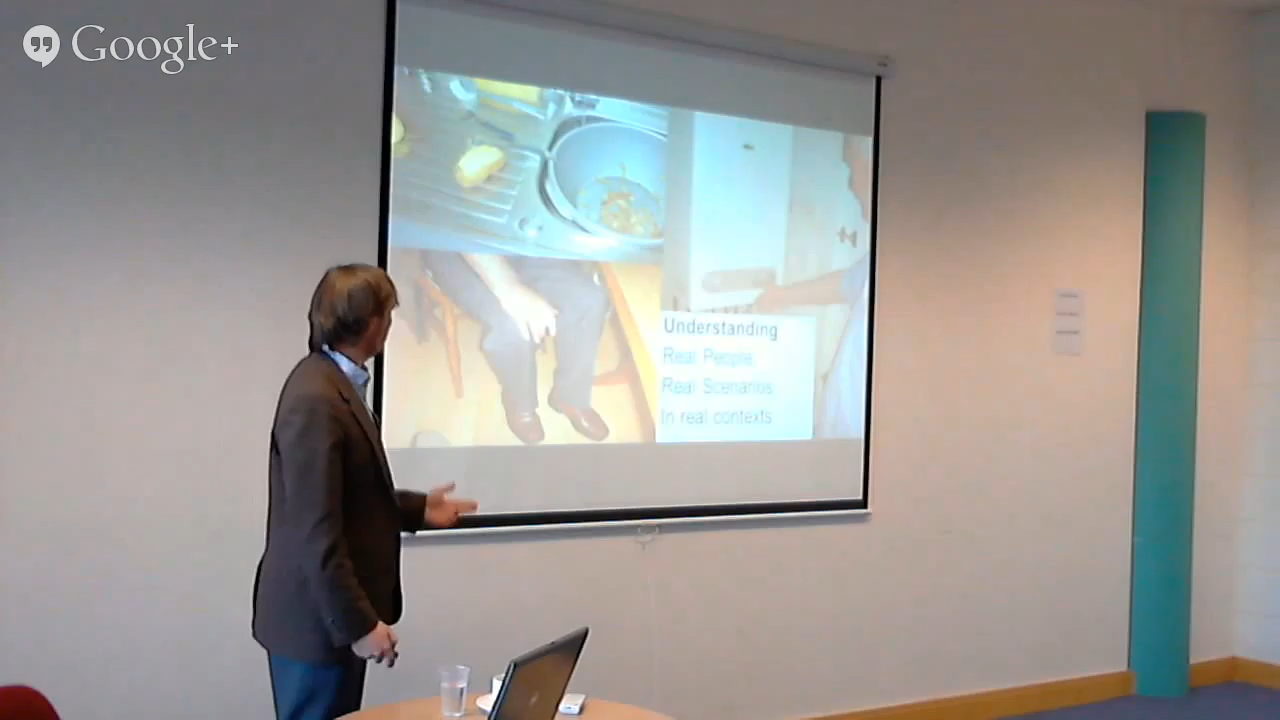 Google+
Understanding
Real People
Real Scenarios
In real contexts